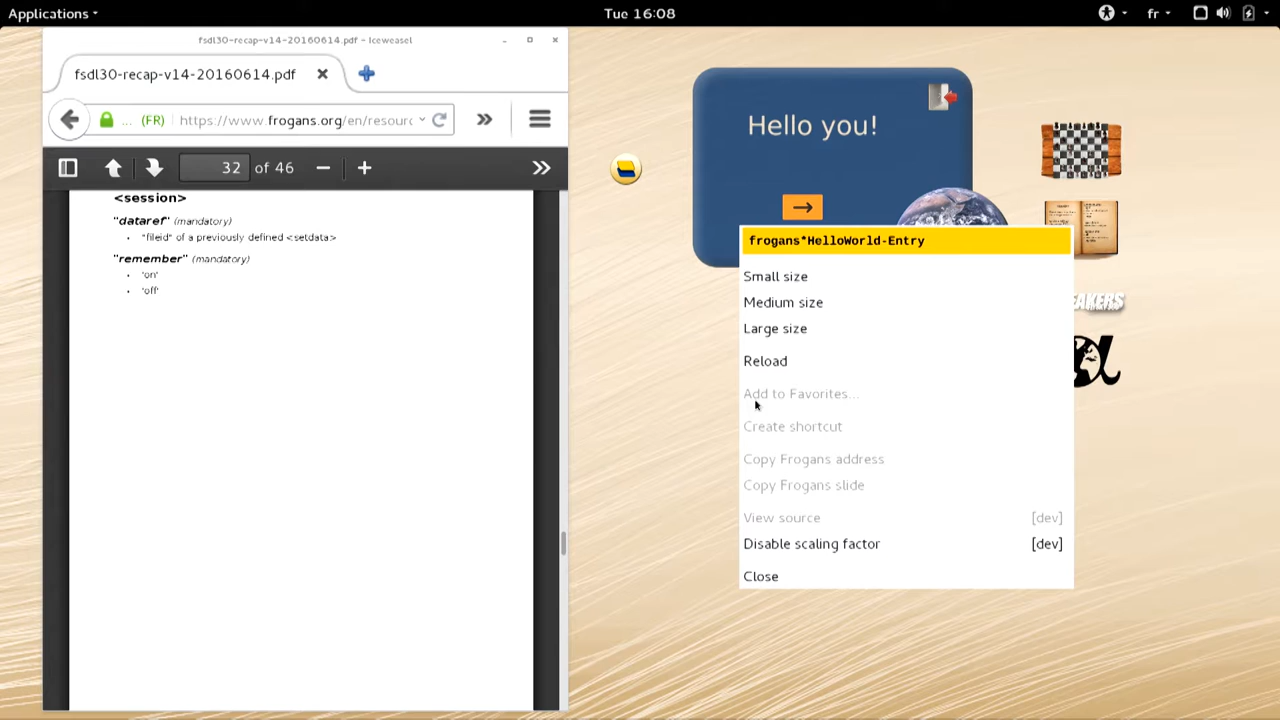 Applications
Tue 16:08
fr
fsdl30-recap-v14-20160614.pdf - Iceweasel
fsdl30-recap-v14-20160614.pdf
... (FR) https://www.frogans.org/en/resourc
32 of 46
<session>
"dataref" (mandatory)
• "fileid" of a previously defined <setdata>
"remember" (mandatory)
• 'on'
• 'off'
Hello you!
frogans*HelloWorld-Entry
Small size
Medium size
Large size
Reload
Add to Favorites...
Create shortcut
Copy Frogans address
Copy Frogans slide
View source [dev]
Disable scaling factor [dev]
Close